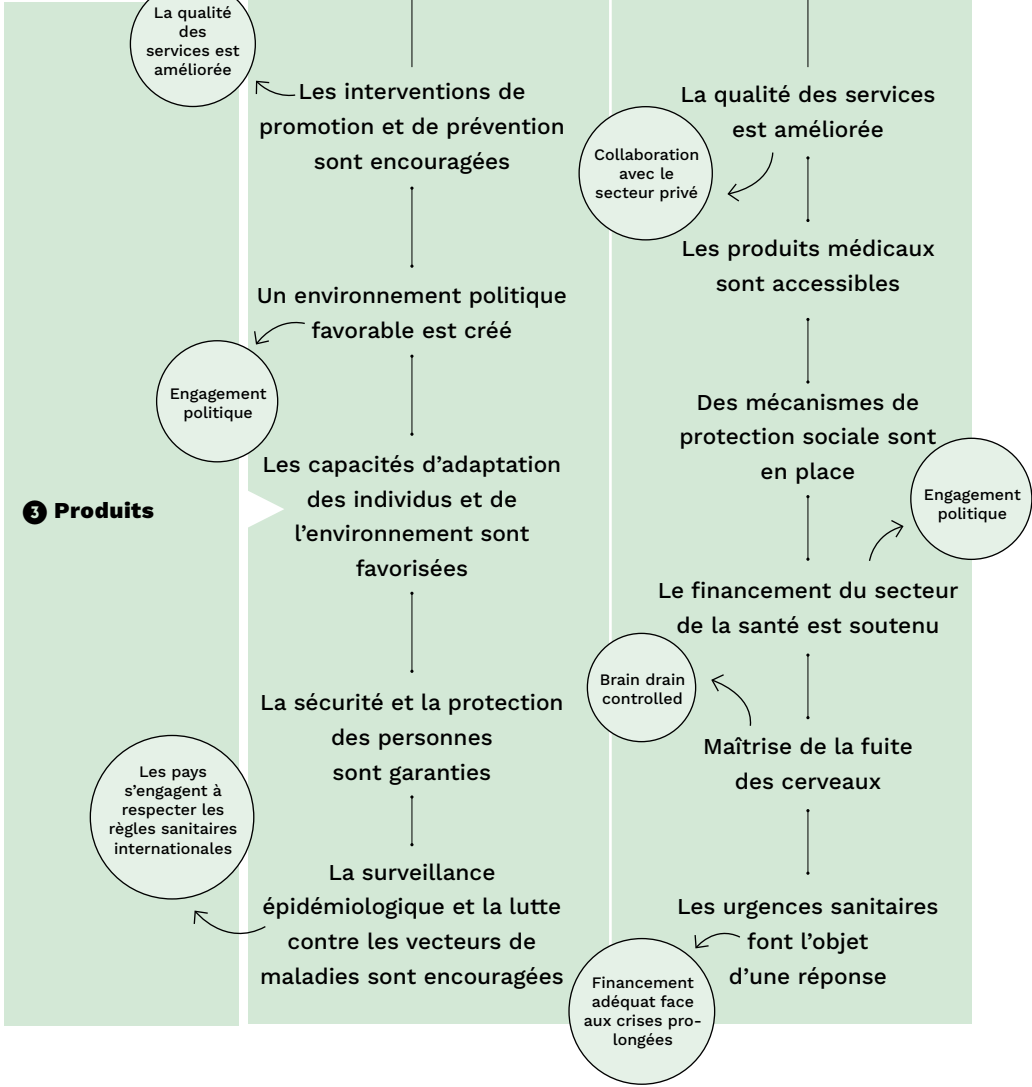 La qualité
des
services est
améliorée
Les interventions de
promotion et de prévention
sont encouragées
Un environnement politique
favorable est créé
Engagement
politique
Les capacités d’adaptation
des individus et de
l’environnement sont
favorisées
3 Produits
La sécurité et la protection
des personnes
sont garanties
Les pays
s’engagent à
respecter les
règles sanitaires
internationales
La surveillance
épidémiologique et la lutte
contre les vecteurs de
maladies sont encouragées
La qualité des services
est améliorée
Collaboration
avec le
secteur privé
Les produits médicaux
sont accessibles
Des mécanismes de
protection sociale sont
en place
Engagement
politique
Le financement du secteur
de la santé est soutenu
Brain drain
controlled
Maîtrise de la fuite
des cerveaux
Les urgences sanitaires
font l’objet
d’une réponse
Financement
adéquat face
aux crises pro-
longées